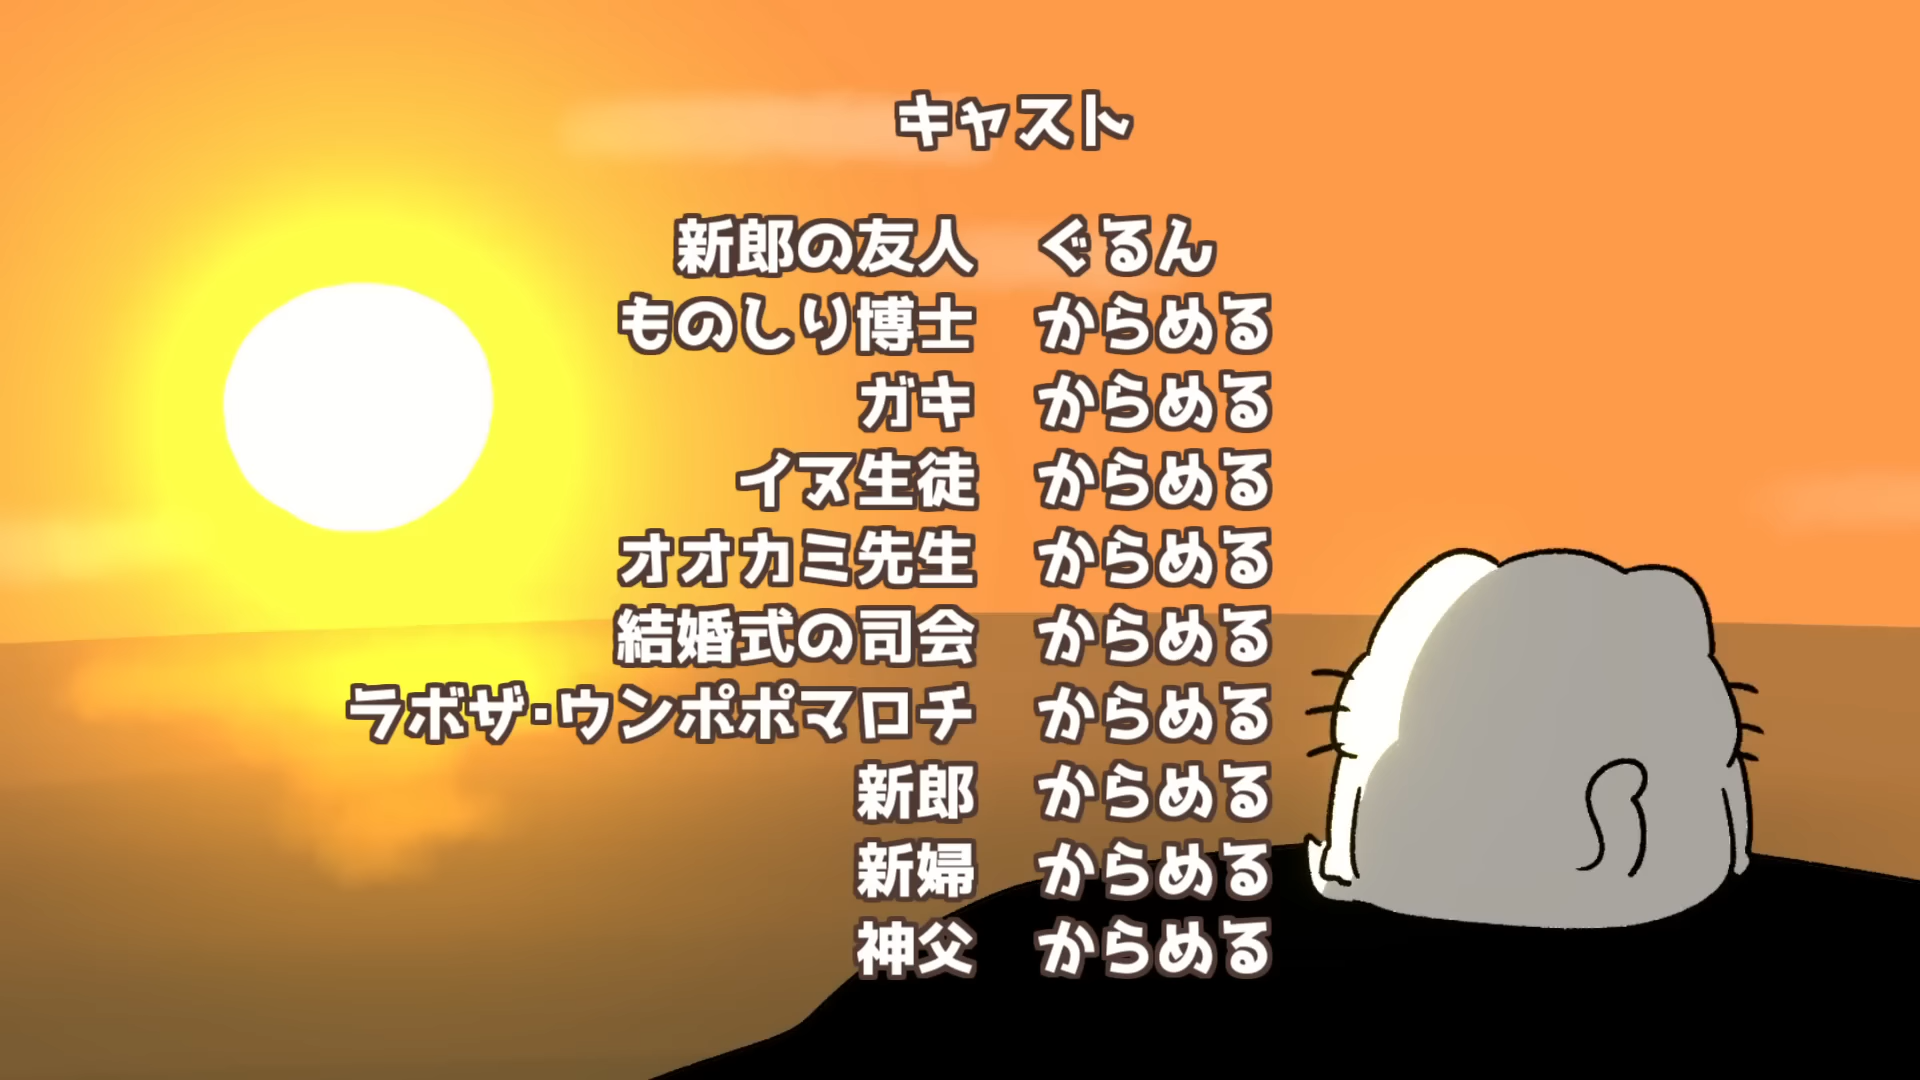 キャスト
新郎の友人 ぐるん
ものしり博士 からめる
ガキ からめる
イヌ生徒 からめる
オオカミ先生 からめる
結婚式の司会 からめる
ラボザ・ウンポポマロチ からめる
新郎 からめる
新婦 からめる
神父 からめる